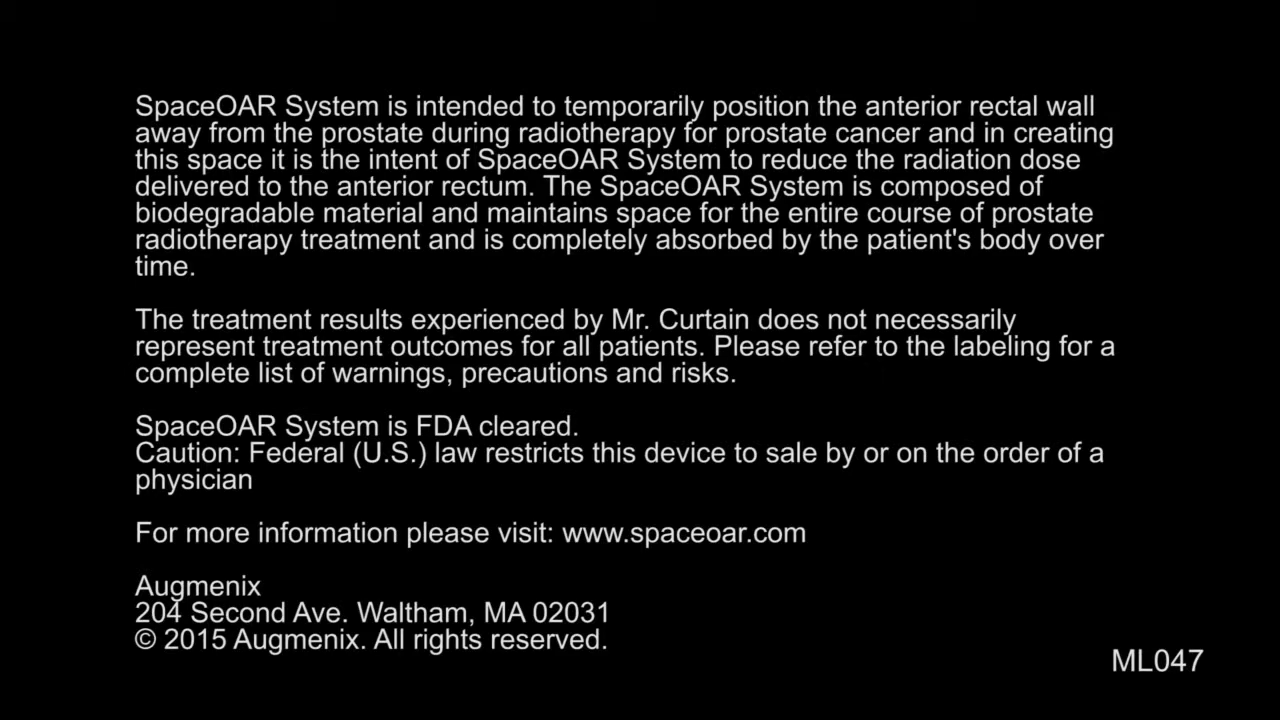 SpaceOAR System is intended to temporarily position the anterior rectal wall
away from the prostate during radiotherapy for prostate cancer and in creating
this space it is the intent of SpaceOAR System to reduce the radiation dose
delivered to the anterior rectum. The SpaceOAR System is composed of
biodegradable material and maintains space for the entire course of prostate
radiotherapy treatment and is completely absorbed by the patient's body over
time.
The treatment results experienced by Mr. Curtain does not necessarily
represent treatment outcomes for all patients. Please refer to the labeling for a
complete list of warnings, precautions and risks.
SpaceOAR System is FDA cleared.
Caution: Federal (U.S.) law restricts this device to sale by or on the order of a
physician
For more information please visit: www.spaceoar.com
Augmenix
204 Second Ave. Waltham, MA 02031
© 2015 Augmenix. All rights reserved.
ML047